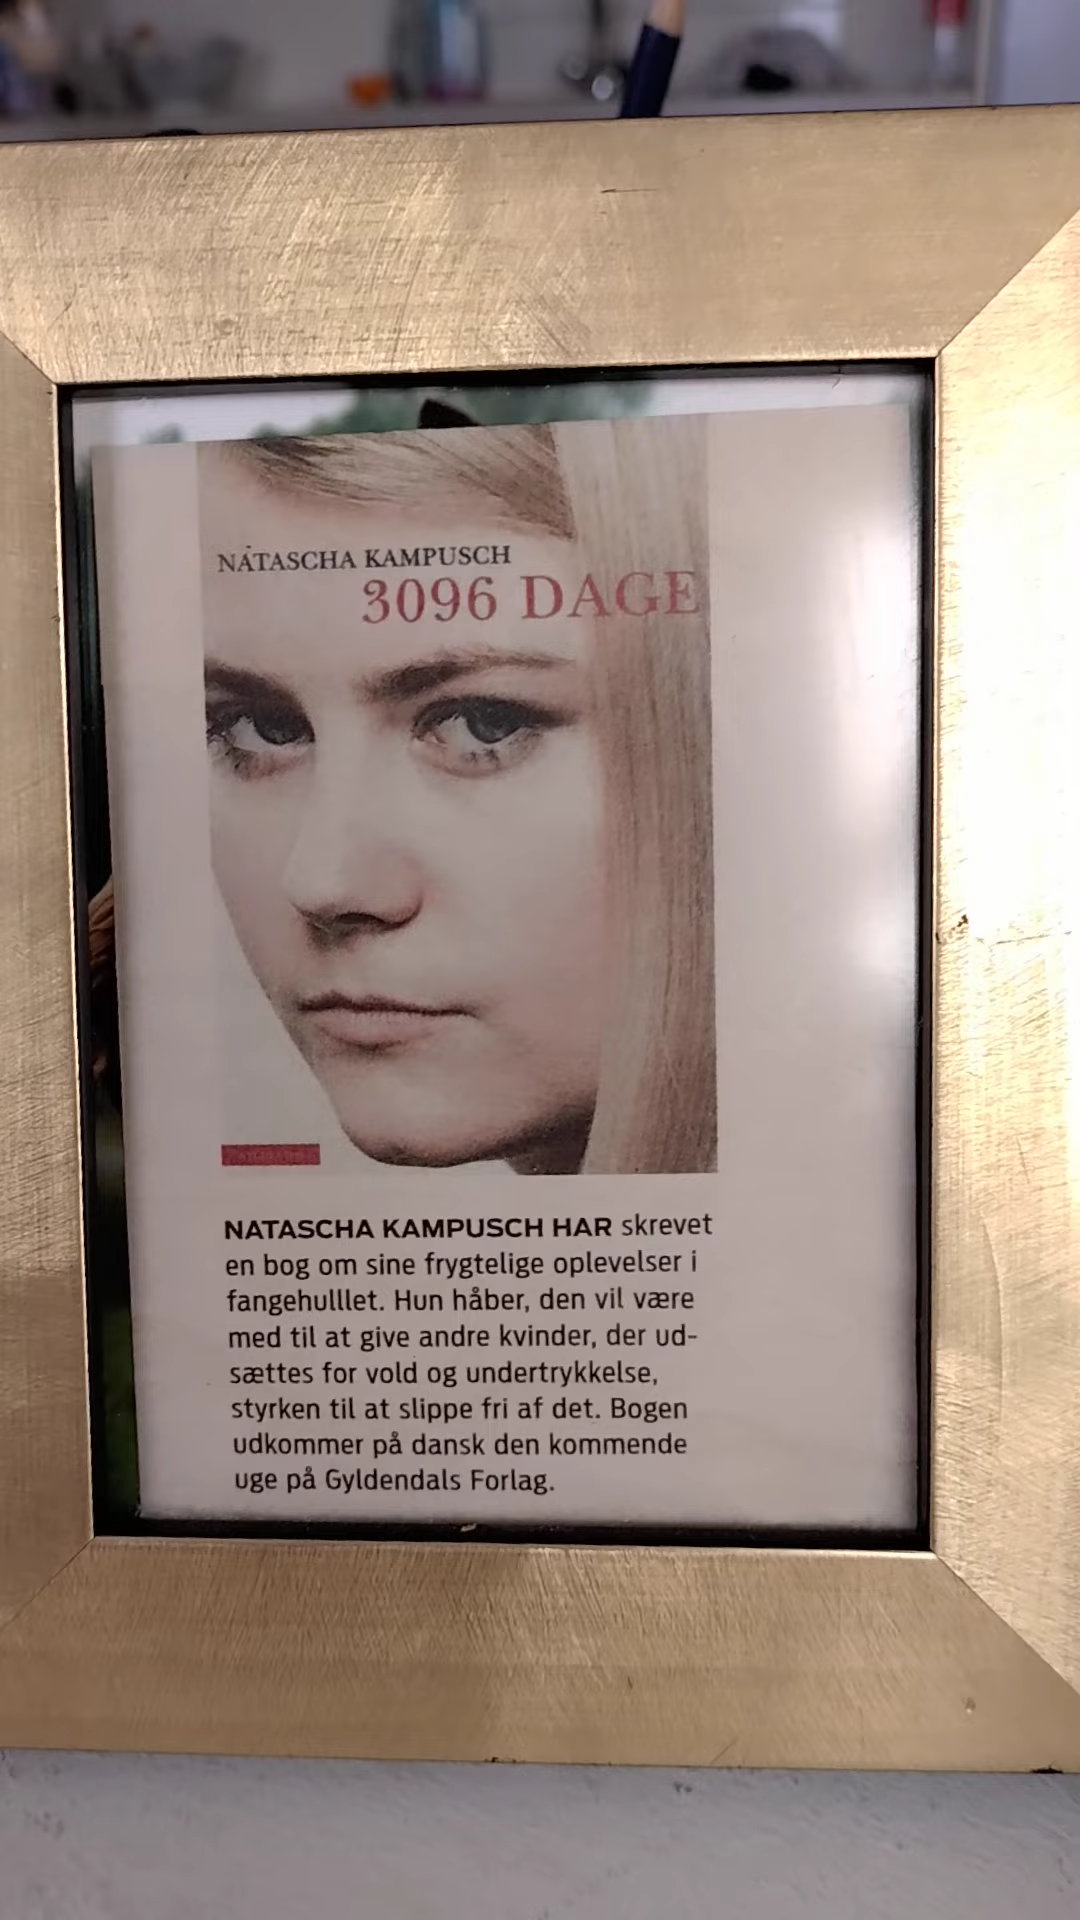 NATASCHA KAMPUSCH
3096 DAGE
NATASCHA KAMPUSCH HAR skrevet
en bog om sine frygtelige oplevelser i
fangehulllet. Hun håber, den vil være
med til at give andre kvinder, der ud-
sættes for vold og undertrykkelse,
styrken til at slippe fri af det. Bogen
udkommer på dansk den kommende
uge på Gyldendals Forlag.